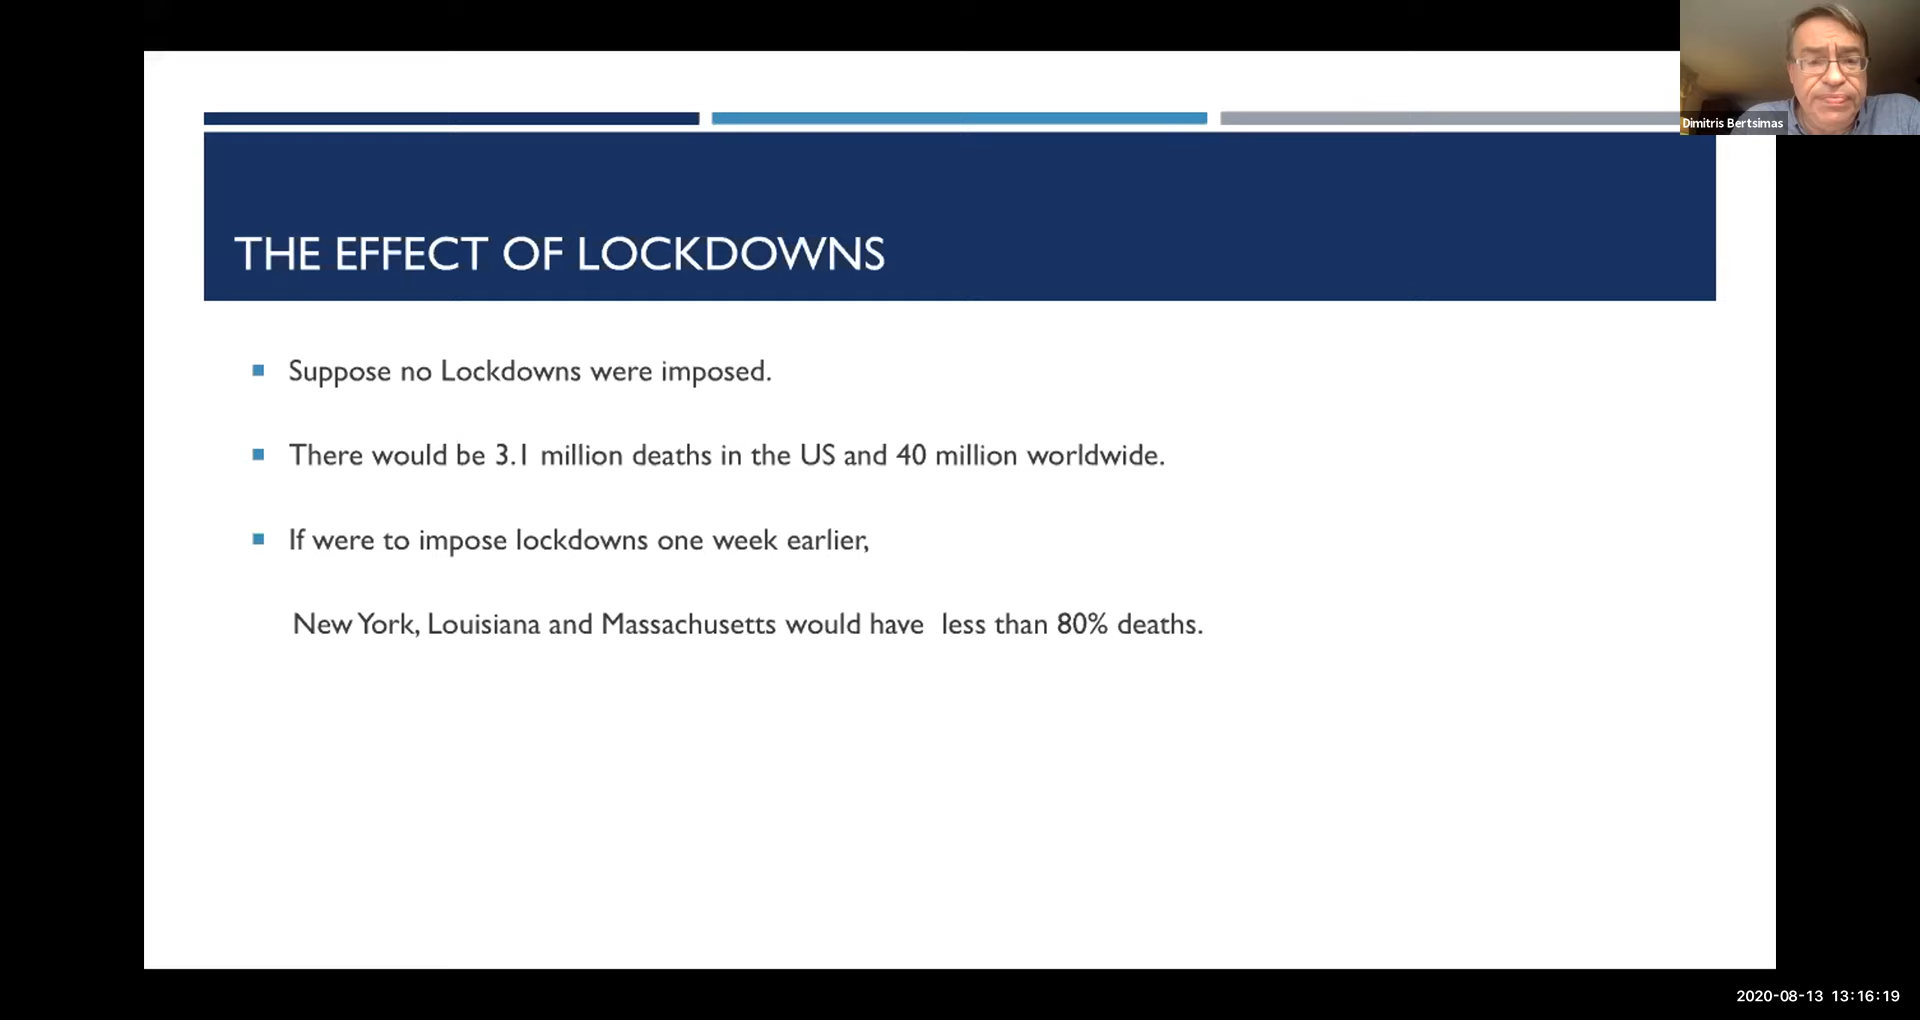 Dimitris Bertsimas
THE EFFECT OF LOCKDOWNS
Suppose no Lockdowns were imposed.
There would be 3.1 million deaths in the US and 40 million worldwide.
If were to impose lockdowns one week earlier,
New York, Louisiana and Massachusetts would have less than 80% deaths.
2020-08-13 13:16:19